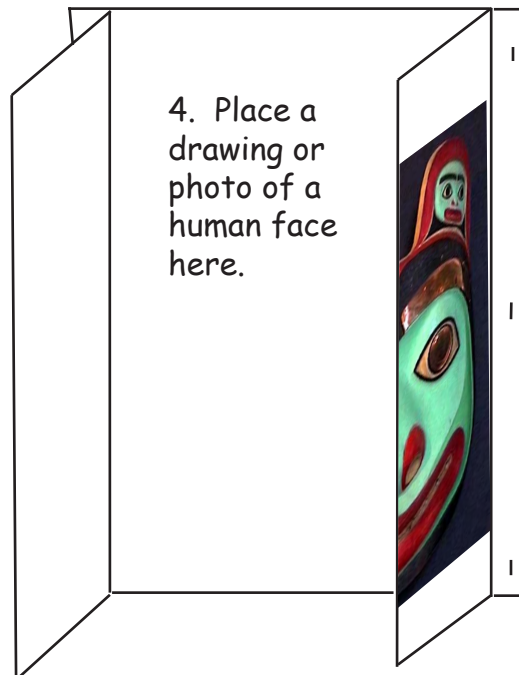 4. Place a
drawing or
photo of a
human face
here.